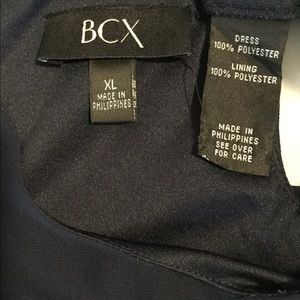 BCX
XL
MADE IN
PHILIPPINES
DRESS
100% POLYESTER
LINING
100% POLYESTER
MADE IN
PHILIPPINES
SEE OVER
FOR CARE